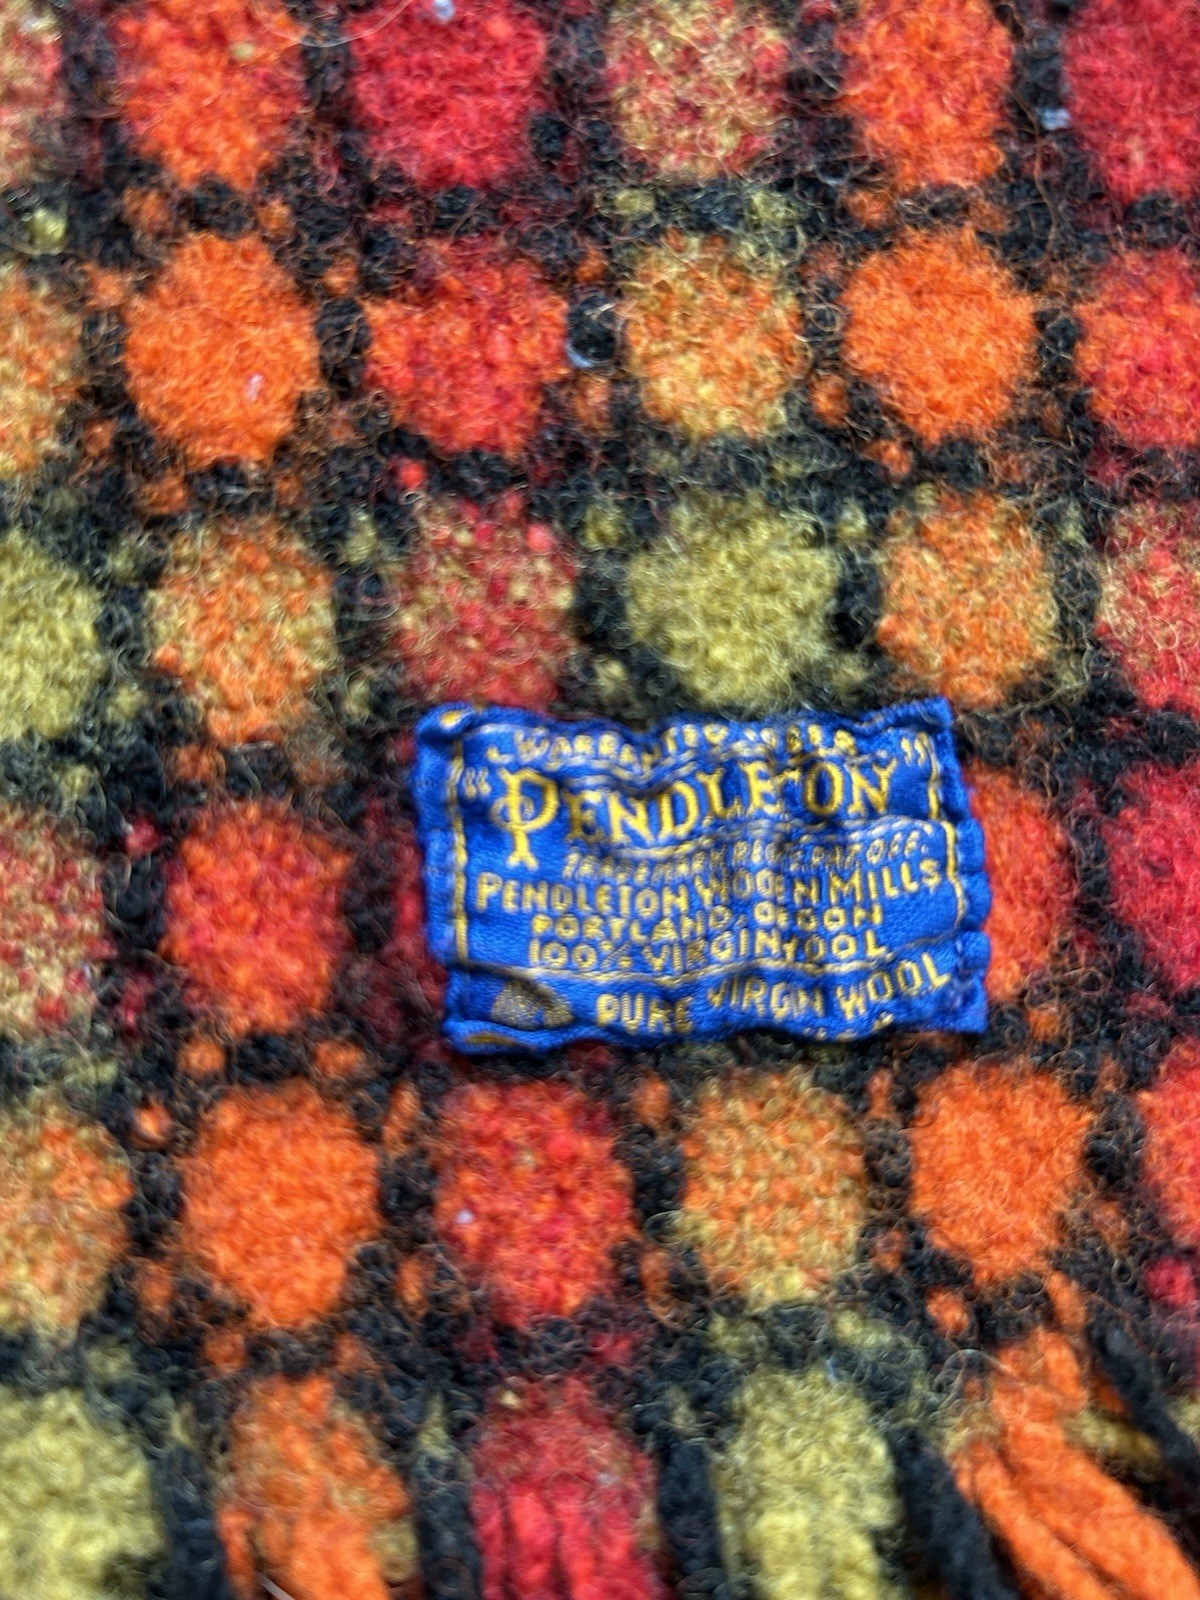 WARRANTED TO BE A
"PENDLETON"
TRADEMARK REG. PAT. OFF.
PENDLETON WOOLEN MILLS
PORTLAND, OREGON
100% VIRGIN WOOL
PURE VIRGIN WOOL